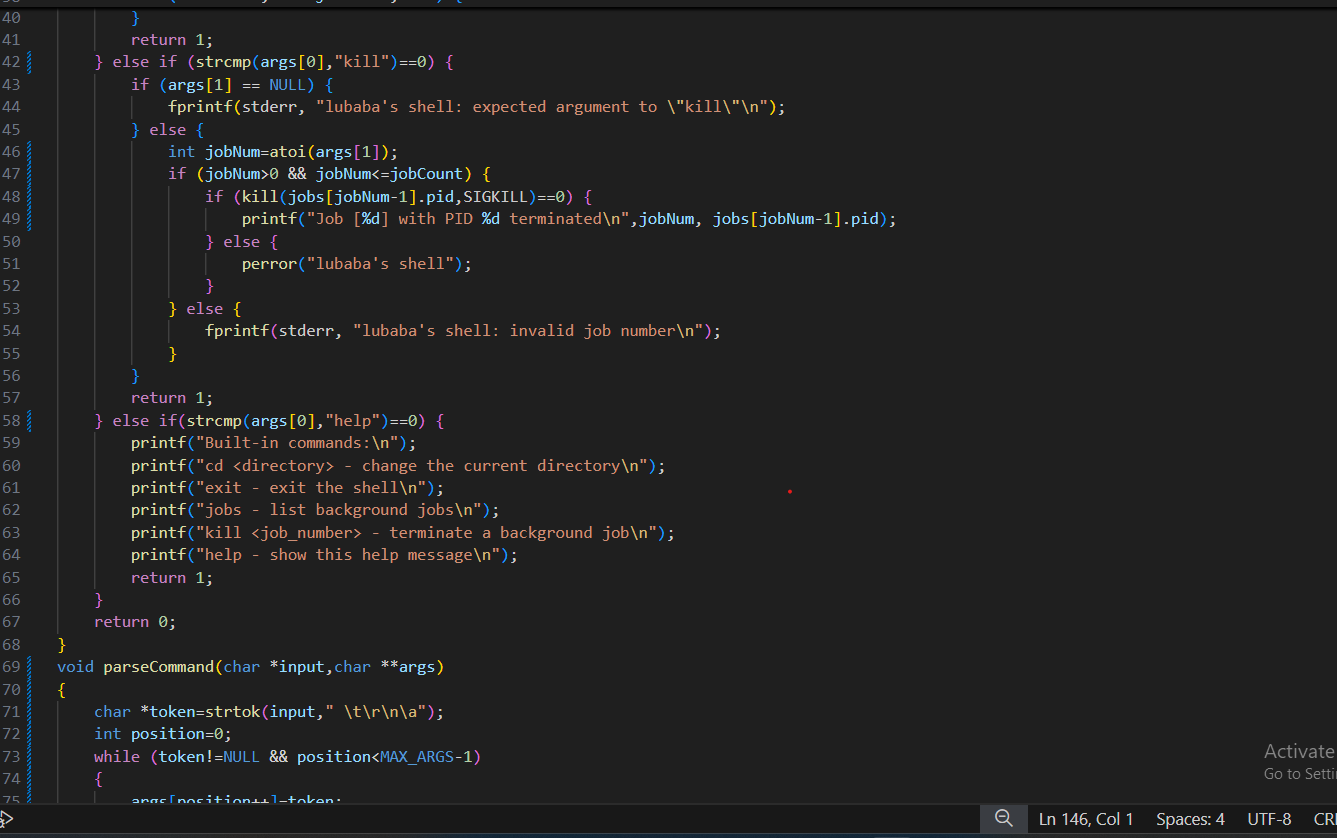 40 }
41 return 1;
42 } else if (strcmp(args[0],"kill")==0) {
43 if (args[1] == NULL) {
44 fprintf(stderr, "lubaba's shell: expected argument to \"kill\"\n");
45 } else {
46 int jobNum=atoi(args[1]);
47 if (jobNum>0 && jobNum<=jobCount) {
48 if (kill(jobs[jobNum-1].pid,SIGKILL)==0) {
49 printf("Job [%d] with PID %d terminated\n",jobNum, jobs[jobNum-1].pid);
50 } else {
51 perror("lubaba's shell");
52 }
53 } else {
54 fprintf(stderr, "lubaba's shell: invalid job number\n");
55 }
56 }
57 return 1;
58 } else if(strcmp(args[0],"help")==0) {
59 printf("Built-in commands:\n");
60 printf("cd <directory> - change the current directory\n");
61 printf("exit - exit the shell\n");
62 printf("jobs - list background jobs\n");
63 printf("kill <job_number> - terminate a background job\n");
64 printf("help - show this help message\n");
65 return 1;
66 }
67 return 0;
68 }
69 void parseCommand(char *input,char **args)
70 {
71 char *token=strtok(input," \t\r\n\a");
72 int position=0;
73 while (token!=NULL && position<MAX_ARGS-1)
74 {
75 args[position++]=token;
Activate
Go to Setti
Ln 146, Col 1 Spaces: 4 UTF-8 CR